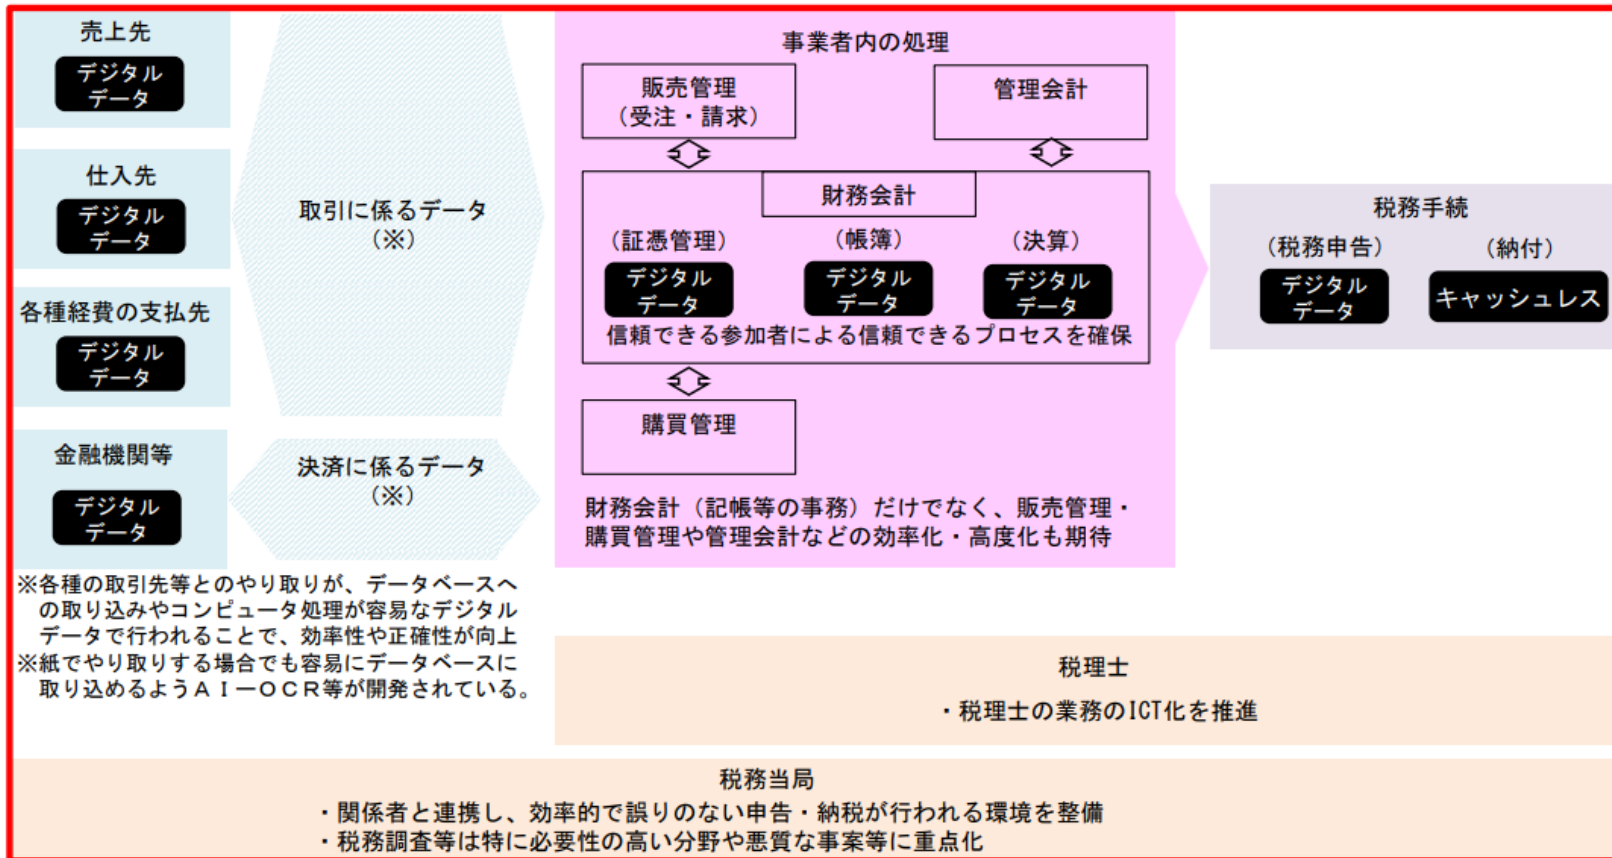 売上先
デジタル
データ
仕入先
デジタル
データ
各種経費の支払先
デジタル
データ
金融機関等
デジタル
データ
取引に係るデータ
（※）
決済に係るデータ
（※）
※各種の取引先等とのやり取りが、データベースへ
の取り込みやコンピュータ処理が容易なデジタル
データで行われることで、効率性や正確性が向上
※紙でやり取りする場合でも容易にデータベースに
取り込めるようＡＩ－ＯＣＲ等が開発されている。
事業者内の処理
販売管理
（受注・請求）
管理会計
財務会計
（証憑管理）
デジタル
データ
（帳簿）
デジタル
データ
（決算）
デジタル
データ
信頼できる参加者による信頼できるプロセスを確保
購買管理
財務会計（記帳等の事務）だけでなく、販売管理・
購買管理や管理会計などの効率化・高度化も期待
税務手続
（税務申告）
デジタル
データ
（納付）
キャッシュレス
税理士
・税理士の業務のICT化を推進
税務当局
・関係者と連携し、効率的で誤りのない申告・納税が行われる環境を整備
・税務調査等は特に必要性の高い分野や悪質な事案等に重点化